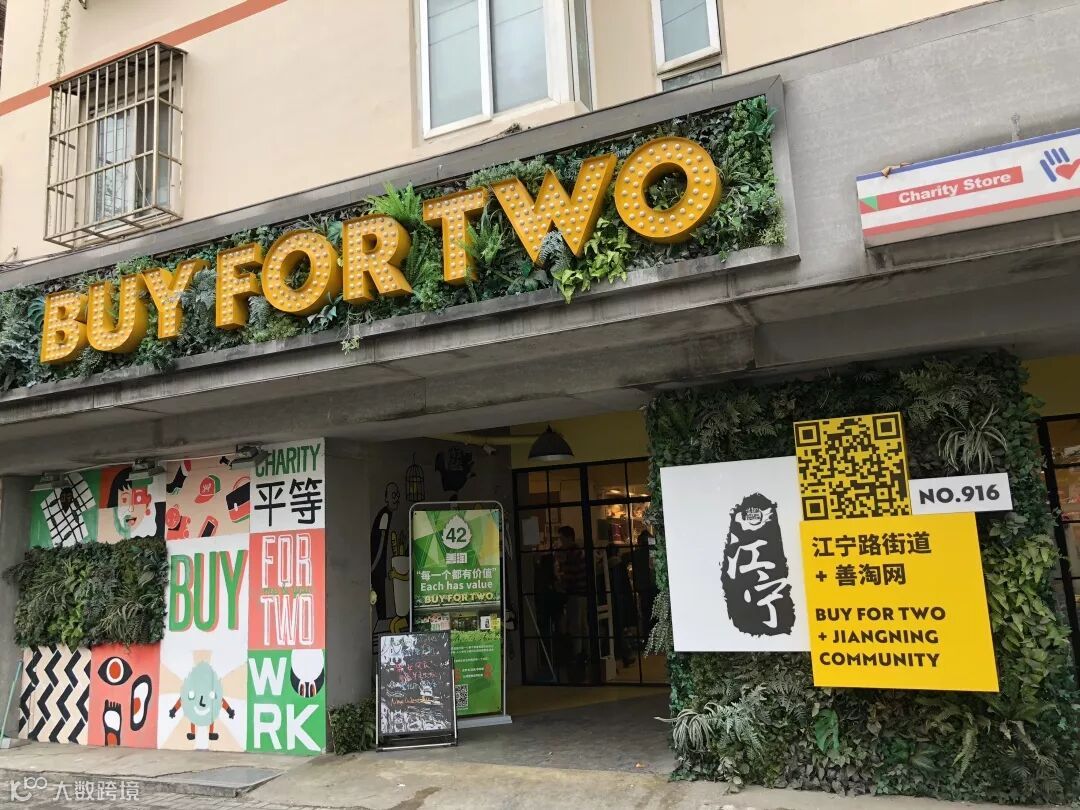 BUY FOR TWO
Charity Store
CHARITY
平等
BUY
FOR
TWO
W
RK
42
善淘
“每一个都有价值”
Each has value
BUY FOR TWO
江宁
NO.916
江宁路街道
+ 善淘网
BUY FOR TWO
+ JIANGNING
COMMUNITY
大数跨境